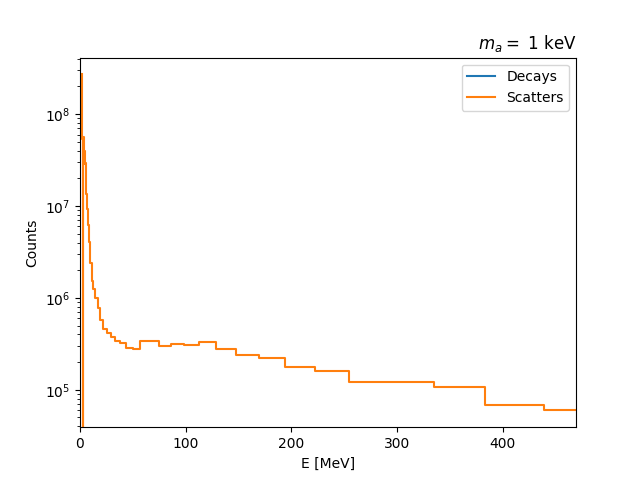 m_a = 1 keV
Decays
Scatters
Counts
10^8
10^7
10^6
10^5
0 100 200 300 400
E [MeV]